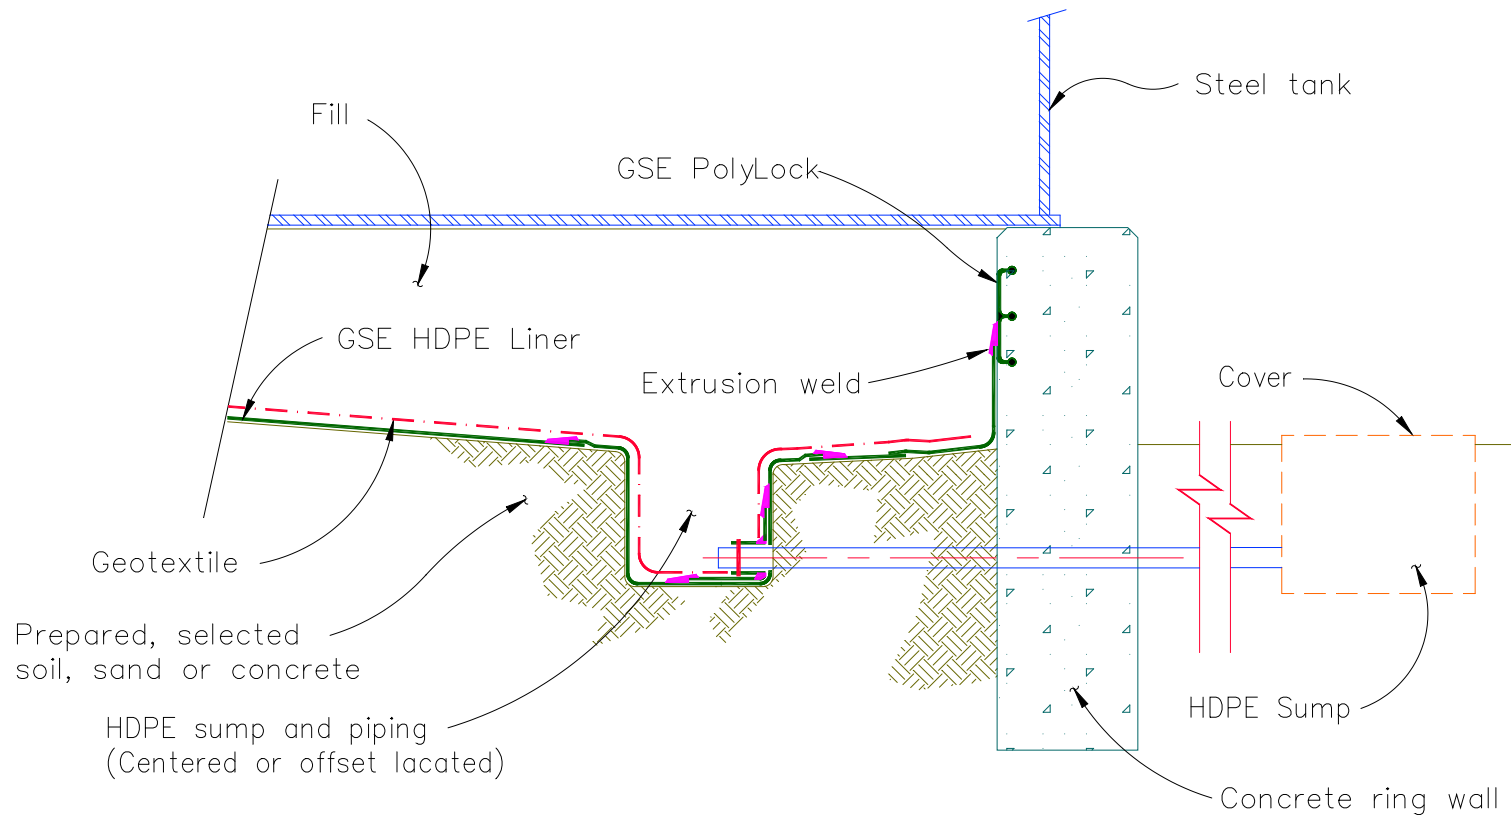 Steel tank
Fill
GSE PolyLock
GSE HDPE Liner
Extrusion weld
Cover
Geotextile
Prepared, selected
soil, sand or concrete
HDPE Sump
HDPE sump and piping
(Centered or offset lacated)
Concrete ring wall